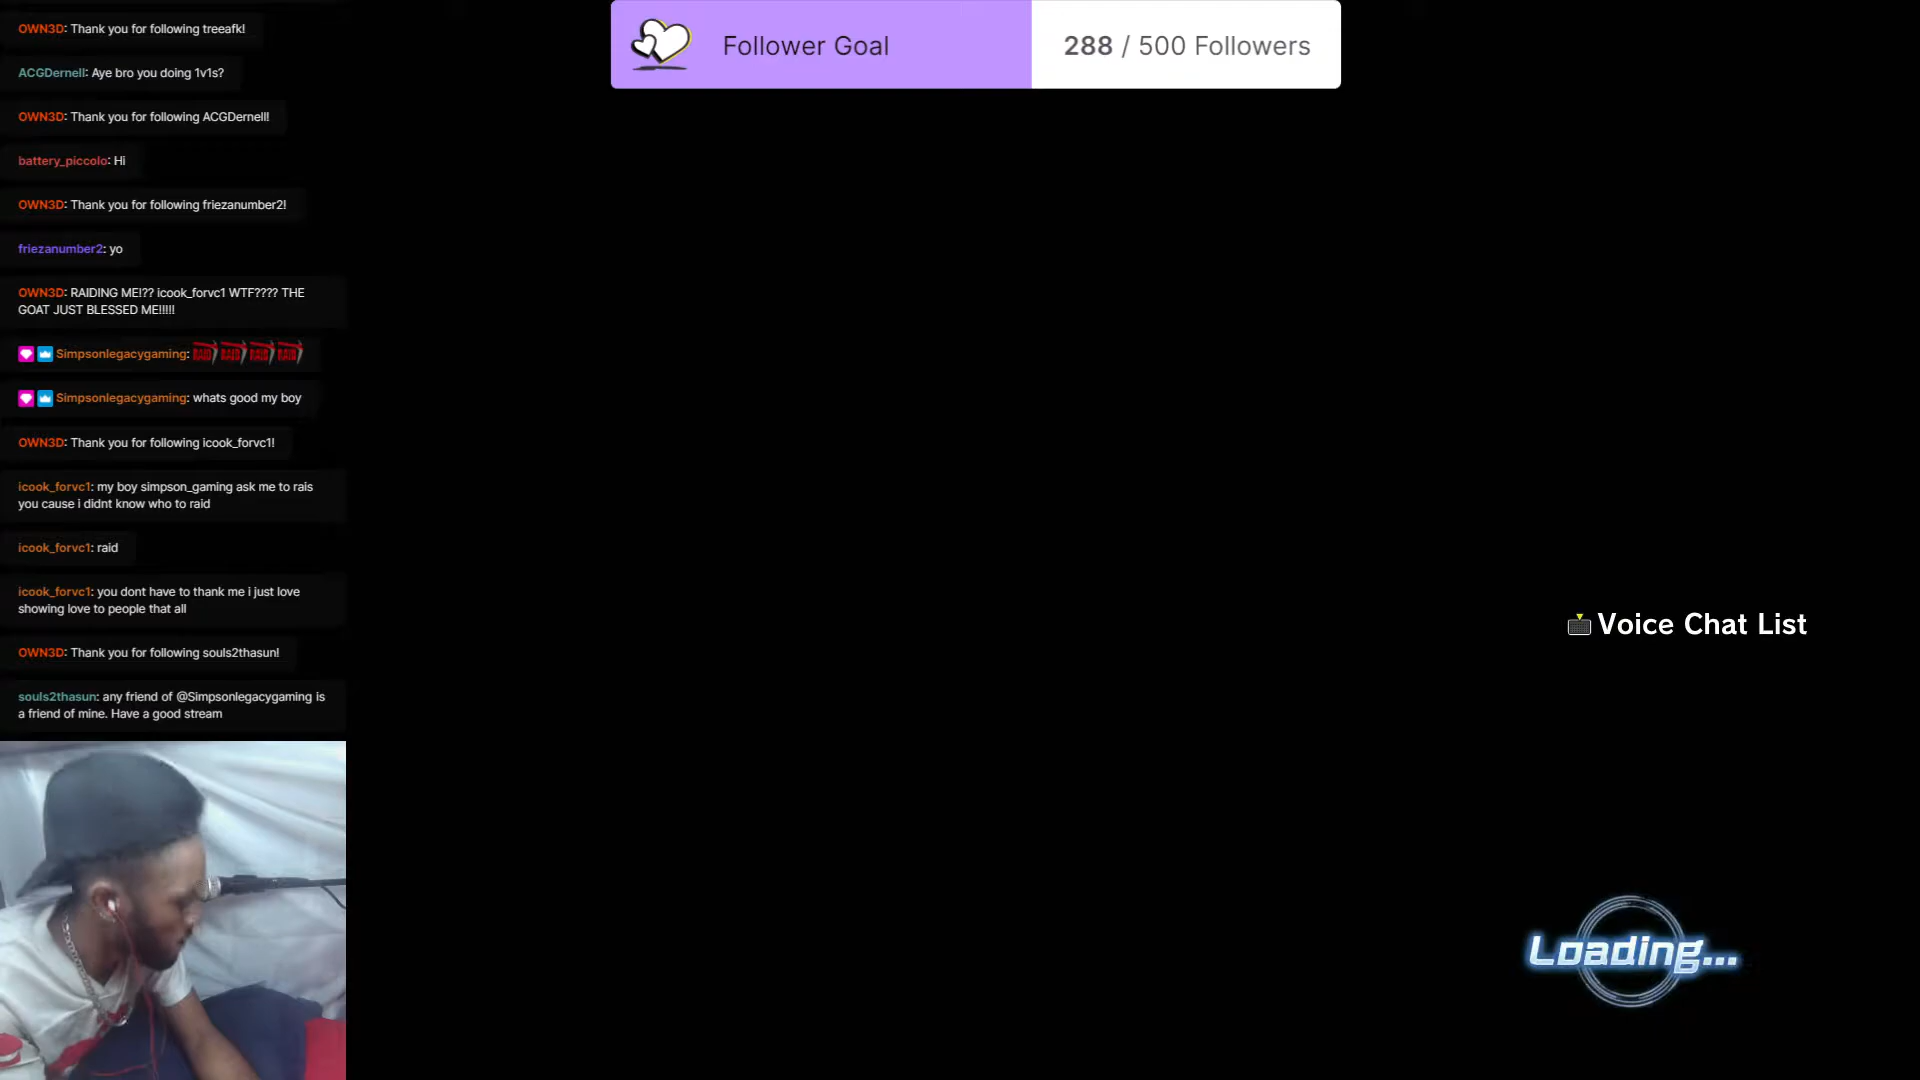 OWN3D: Thank you for following treeafk!
ACGDernell: Aye bro you doing 1v1s?
OWN3D: Thank you for following ACGDernell!
battery_piccolo: Hi
OWN3D: Thank you for following friezanumber2!
friezanumber2: yo
OWN3D: RAIDING ME!?? icook_forvc1 WTF???? THE
GOAT JUST BLESSED ME!!!!!
Simpsonlegacygaming: RAID RAID RAID RAID
Simpsonlegacygaming: whats good my boy
OWN3D: Thank you for following icook_forvc1!
icook_forvc1: my boy simpson_gaming ask me to rais
you cause i didnt know who to raid
icook_forvc1: raid
icook_forvc1: you dont have to thank me i just love
showing love to people that all
OWN3D: Thank you for following souls2thasun!
souls2thasun: any friend of @Simpsonlegacygaming is
a friend of mine. Have a good stream
Follower Goal
288 / 500 Followers
Voice Chat List
Loading...